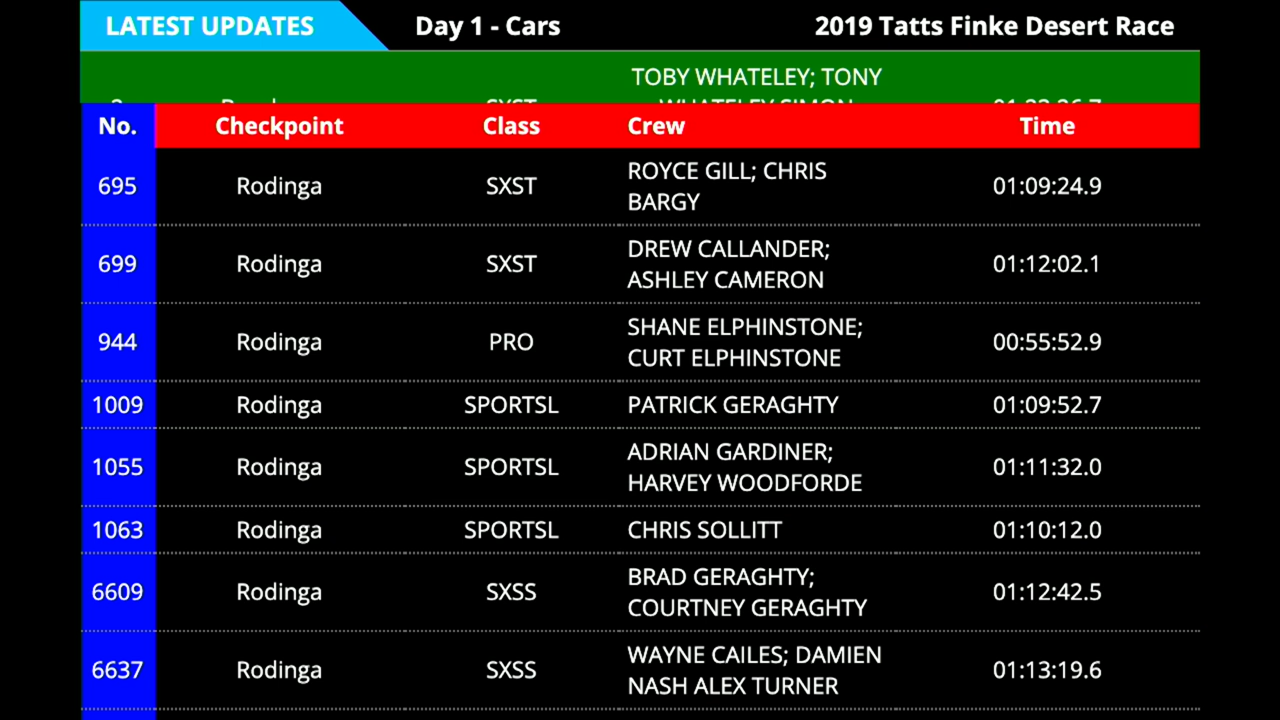 LATEST UPDATES Day 1 - Cars 2019 Tatts Finke Desert Race
TOBY WHATELEY; TONY
WHATELEY SIMON
No. Checkpoint Class Crew Time
695 Rodinga SXST ROYCE GILL; CHRIS BARGY 01:09:24.9
699 Rodinga SXST DREW CALLANDER; ASHLEY CAMERON 01:12:02.1
944 Rodinga PRO SHANE ELPHINSTONE; CURT ELPHINSTONE 00:55:52.9
1009 Rodinga SPORTSL PATRICK GERAGHTY 01:09:52.7
1055 Rodinga SPORTSL ADRIAN GARDINER; HARVEY WOODFORDE 01:11:32.0
1063 Rodinga SPORTSL CHRIS SOLLITT 01:10:12.0
6609 Rodinga SXSS BRAD GERAGHTY; COURTNEY GERAGHTY 01:12:42.5
6637 Rodinga SXSS WAYNE CAILES; DAMIEN NASH ALEX TURNER 01:13:19.6